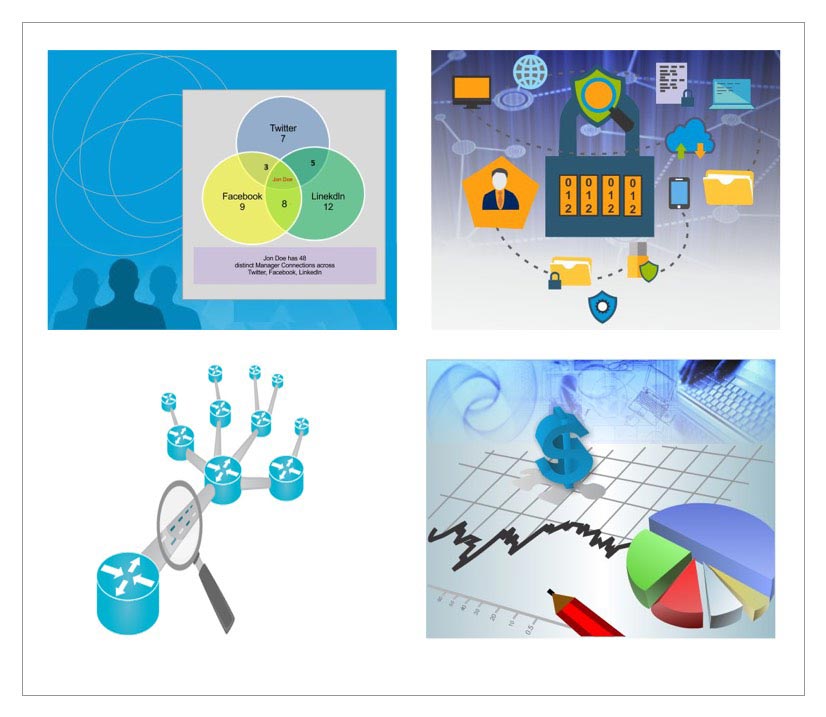 Twitter
7
3
5
Jon Doe
Facebook
9
8
LinekdIn
12
Jon Doe has 48
distinct Manager Connections across
Twitter, Facebook, LinkedIn
0 0 0 0
1 1 1 1
2 2 2 2
$